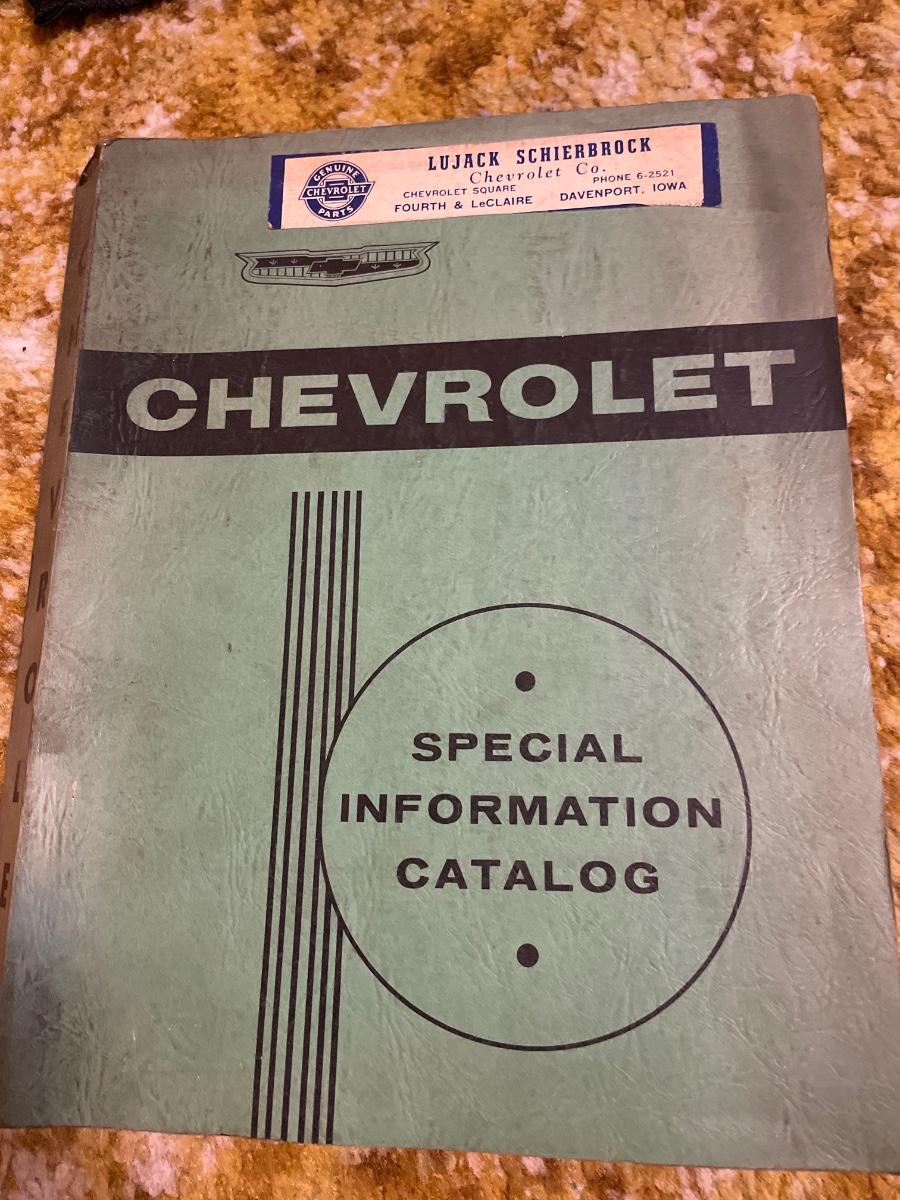 LUJACK SCHIERBROCK
Chevrolet Co.
CHEVROLET SQUARE PHONE 6-2521
FOURTH & LeCLAIRE DAVENPORT, IOWA
GENUINE
CHEVROLET
PARTS
CHEVROLET
SPECIAL
INFORMATION
CATALOG